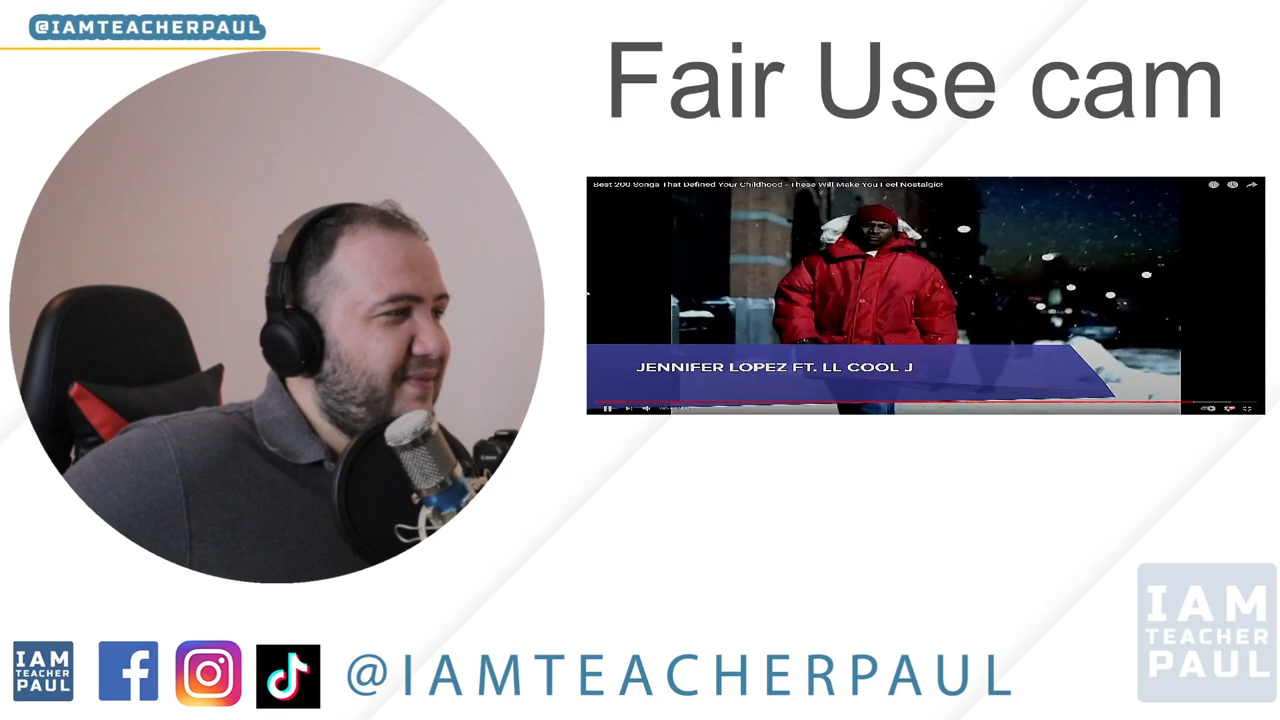 @IAMTEACHERPAUL
Fair Use cam
Best 200 Songs That Defined Your Childhood - These Will Make You Feel Nostalgic!
JENNIFER LOPEZ FT. LL COOL J
IAM
TEACHER
PAUL
@IAMTEACHERPAUL
IAM
TEACHER
PAUL